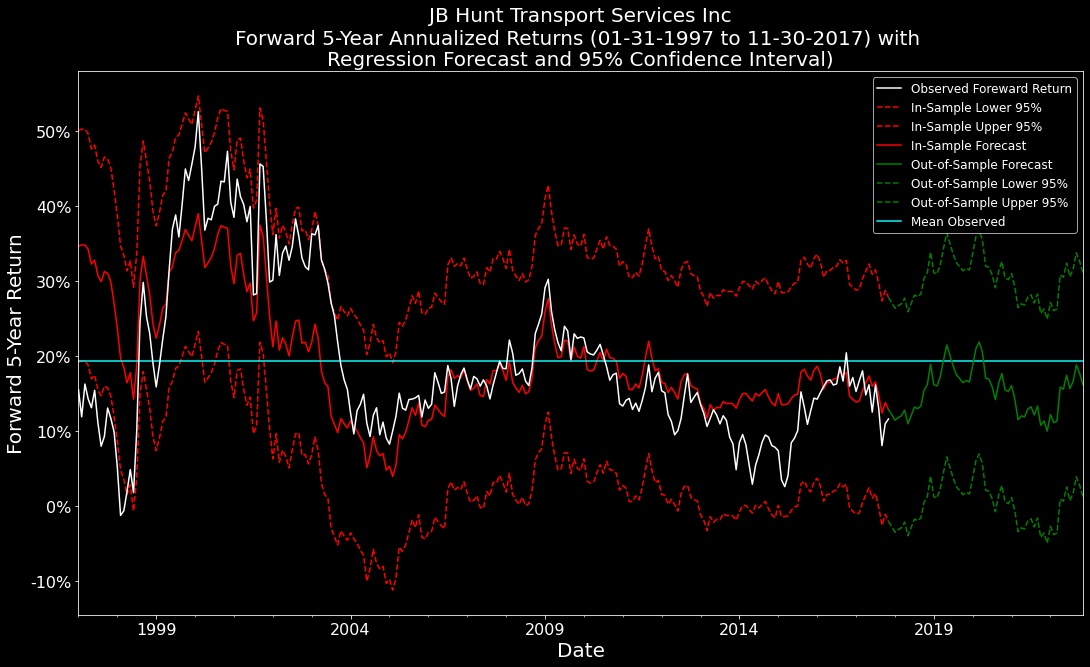 JB Hunt Transport Services Inc
Forward 5-Year Annualized Returns (01-31-1997 to 11-30-2017) with
Regression Forecast and 95% Confidence Interval)
Observed Foreward Return
In-Sample Lower 95%
In-Sample Upper 95%
In-Sample Forecast
Out-of-Sample Forecast
Out-of-Sample Lower 95%
Out-of-Sample Upper 95%
Mean Observed
Forward 5-Year Return
50%
40%
30%
20%
10%
0%
-10%
1999
2004
2009
2014
2019
Date